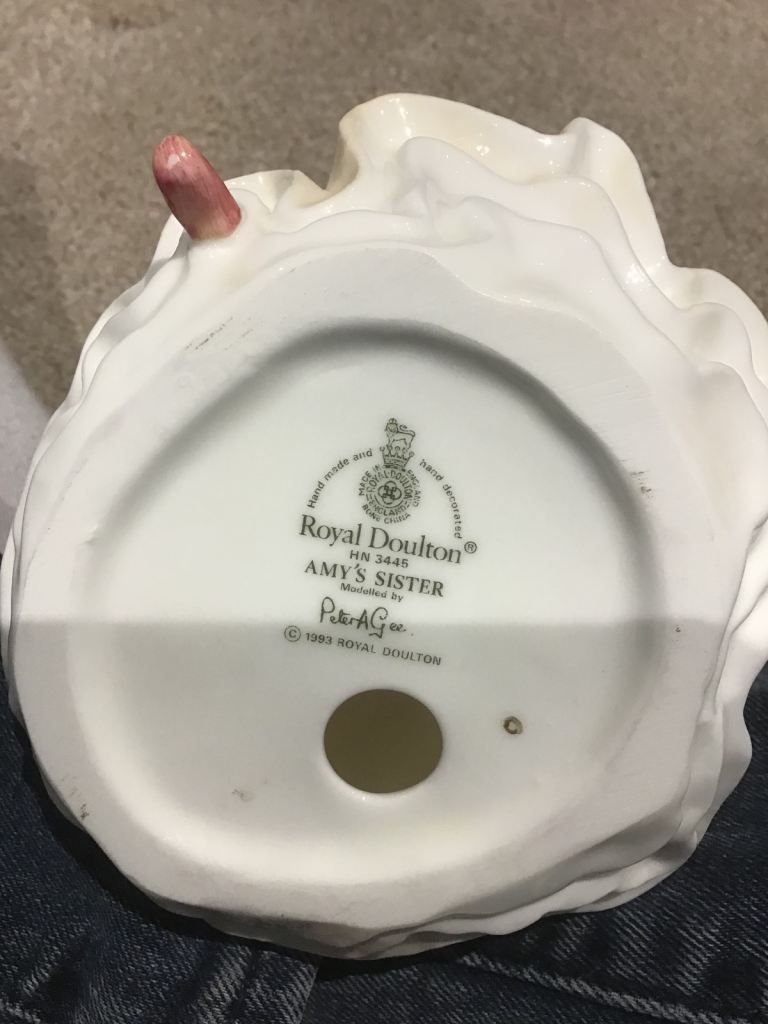 Hand made and hand decorated
MADE IN ENGLAND
ROYAL DOULTON
ENGLAND
BONE CHINA
Royal Doulton®
HN 3445
AMY'S SISTER
Modelled by
Peter A Gee.
© 1993 ROYAL DOULTON